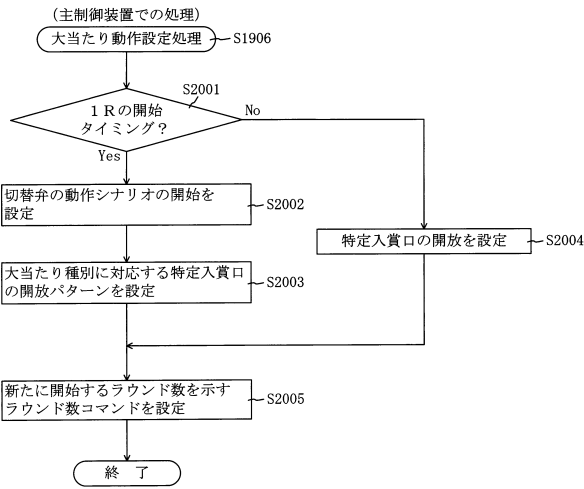 （主制御装置での処理）
大当たり動作設定処理 S1906
S2001
１Ｒの開始
タイミング？
No
Yes
切替弁の動作シナリオの開始を
設定
S2002
特定入賞口の開放を設定 S2004
大当たり種別に対応する特定入賞口
の開放パターンを設定
S2003
新たに開始するラウンド数を示す
ラウンド数コマンドを設定
S2005
終 了